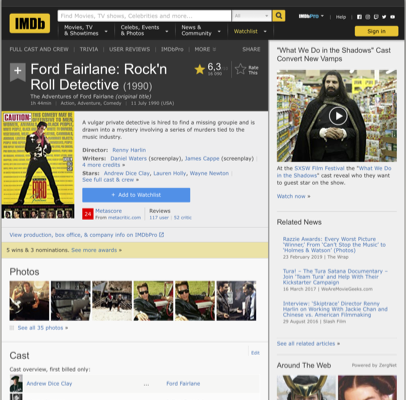 IMDb
Find Movies, TV shows, Celebrities and more...
All
IMDbPro
Help
Movies, TV & Showtimes
Celebs, Events & Photos
News & Community
Watchlist
Sign in
FULL CAST AND CREW | TRIVIA | USER REVIEWS | IMDbPro | MORE
SHARE
Ford Fairlane: Rock'n Roll Detective (1990)
The Adventures of Ford Fairlane (original title)
1h 44min | Action, Adventure, Comedy | 11 July 1990 (USA)
6,3
Rate This
CAUTION:
FORD
A vulgar private detective is hired to find a missing groupie and is
drawn into a mystery involving a series of murders tied to the
music industry.
Director: Renny Harlin
Writers: Daniel Waters (screenplay), James Cappe (screenplay) |
4 more credits »
Stars: Andrew Dice Clay, Lauren Holly, Wayne Newton |
See full cast & crew »
+ Add to Watchlist
24
Metascore
From metacritic.com
Reviews
117 user | 52 critic
View production, box office, & company info on IMDbPro
5 wins & 3 nominations. See more awards »
Photos
See all 35 photos »
Cast
Edit
Cast overview, first billed only:
Andrew Dice Clay ... Ford Fairlane
"What We Do in the Shadows" Cast
Convert New Vamps
At the SXSW Film Festival the "What We
Do in the Shadows" cast reveal who they want
to guest star on the show.
Watch now »
Related News
Razzie Awards: Every Worst Picture
'Winner,' From 'Can't Stop the Music' to
'Holmes & Watson' (Photos)
23 February 2019 | The Wrap
Tura! – The Tura Satana Documentary –
Join 'Team Tura' and Help With Their
Kickstarter Campaign
16 March 2017 | WeAreMovieGeeks.com
Interview: 'Skiptrace' Director Renny
Harlin on Working With Jackie Chan and
Chinese vs. American Filmmaking
29 August 2016 | Slash Film
See all related articles »
Around The Web
Powered by ZergNet